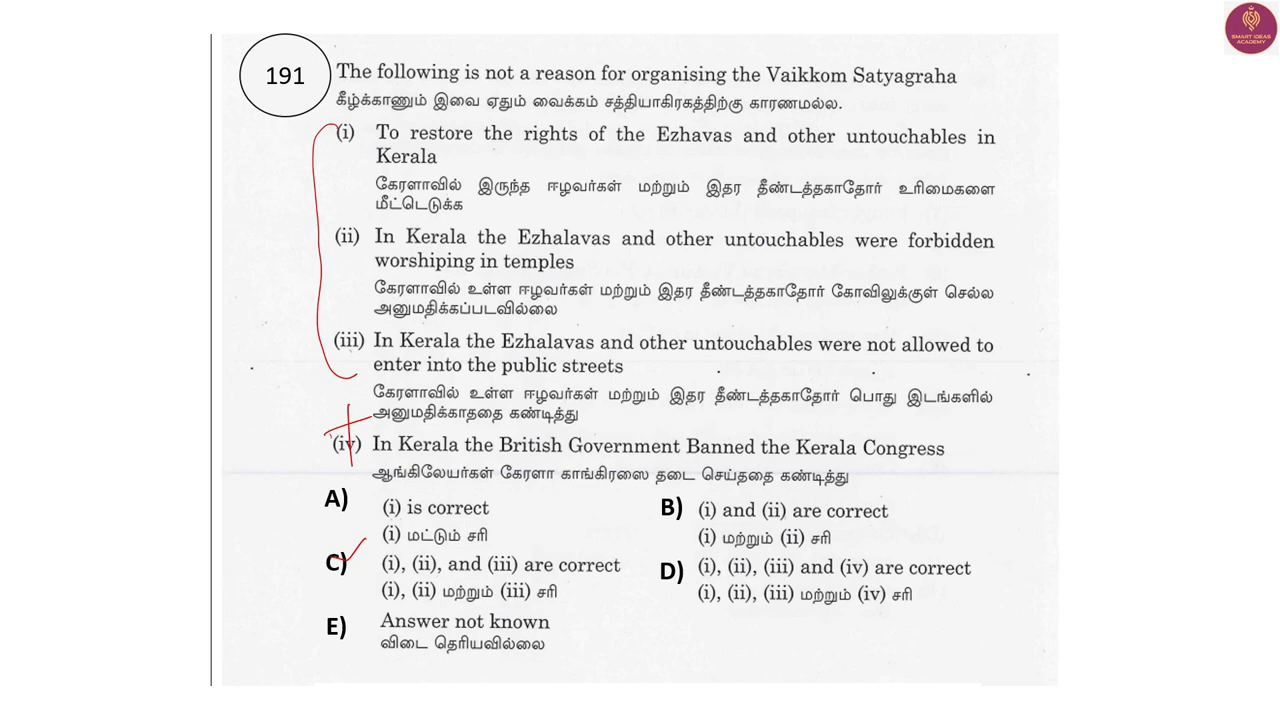 SMART IDEAS
ACADEMY
191
The following is not a reason for organising the Vaikkom Satyagraha
கீழ்க்காணும் இவை ஏதும் வைக்கம் சத்தியாகிரகத்திற்கு காரணமல்ல.
(i) To restore the rights of the Ezhavas and other untouchables in
Kerala
கேரளாவில் இருந்த ஈழவர்கள் மற்றும் இதர தீண்டத்தகாதோர் உரிமைகளை
மீட்டெடுக்க
(ii) In Kerala the Ezhalavas and other untouchables were forbidden
worshiping in temples
கேரளாவில் உள்ள ஈழவர்கள் மற்றும் இதர தீண்டத்தகாதோர் கோவிலுக்குள் செல்ல
அனுமதிக்கப்படவில்லை
(iii) In Kerala the Ezhalavas and other untouchables were not allowed to
enter into the public streets
கேரளாவில் உள்ள ஈழவர்கள் மற்றும் இதர தீண்டத்தகாதோர் பொது இடங்களில்
அனுமதிக்காததை கண்டித்து
(iv) In Kerala the British Government Banned the Kerala Congress
ஆங்கிலேயர்கள் கேரளா காங்கிரஸை தடை செய்ததை கண்டித்து
A) (i) is correct
(i) மட்டும் சரி
B) (i) and (ii) are correct
(i) மற்றும் (ii) சரி
C) (i), (ii), and (iii) are correct
(i), (ii) மற்றும் (iii) சரி
D) (i), (ii), (iii) and (iv) are correct
(i), (ii), (iii) மற்றும் (iv) சரி
E) Answer not known
விடை தெரியவில்லை